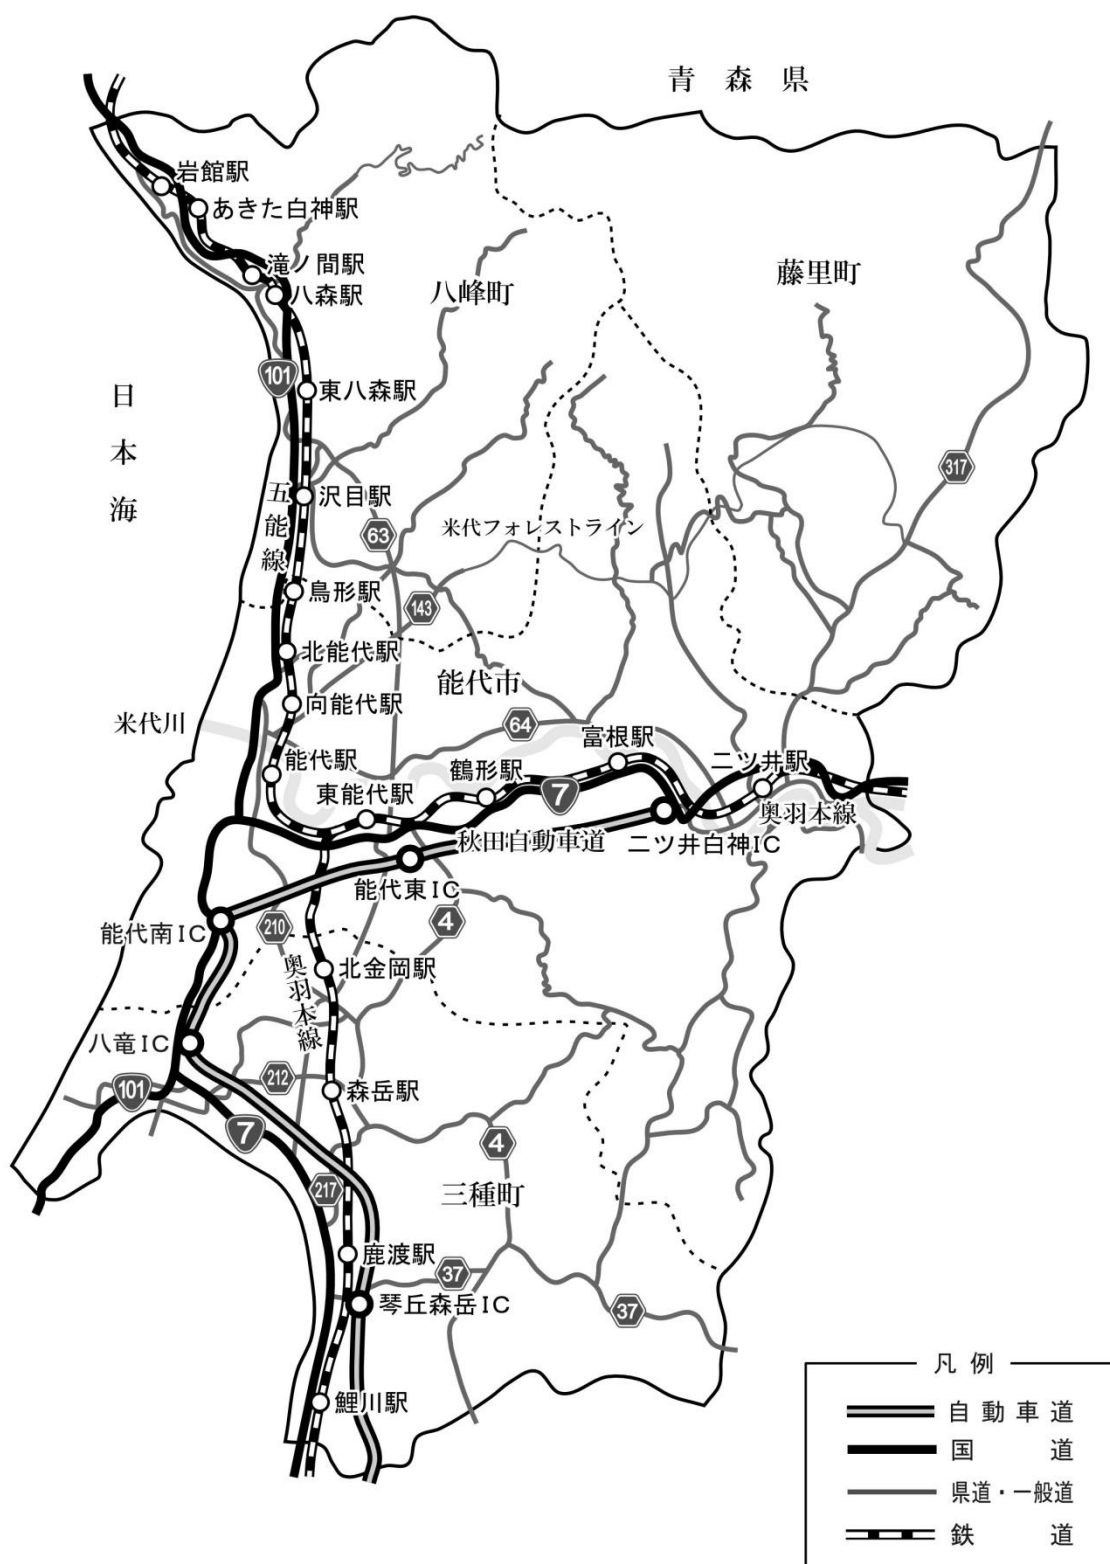 青森県
岩館駅
あきた白神駅
滝ノ間駅
八森駅
八峰町
藤里町
101
東八森駅
日本海
317
沢目駅
五能線
63
米代フォレストライン
鳥形駅
143
北能代駅
能代市
向能代駅
米代川
64
富根駅
二ツ井駅
能代駅
鶴形駅
7
東能代駅
奥羽本線
秋田自動車道
二ツ井白神IC
能代東IC
4
210
能代南IC
北金岡駅
奥羽本線
八竜IC
212
101
森岳駅
7
4
217
三種町
鹿渡駅
37
琴丘森岳IC
37
鯉川駅
凡例
自動車道
国道
県道・一般道
鉄道